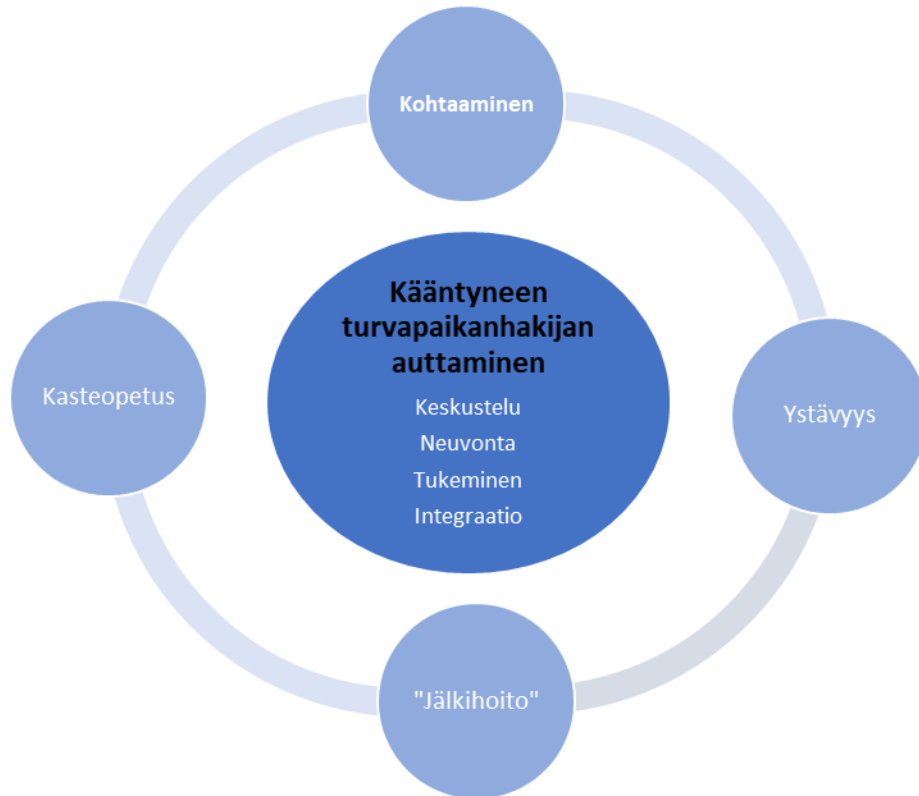 Kohtaaminen
Kääntyneen
turvapaikanhakijan
auttaminen
Keskustelu
Neuvonta
Tukeminen
Integraatio
Kasteopetus
Ystävyys
"Jälkihoito"